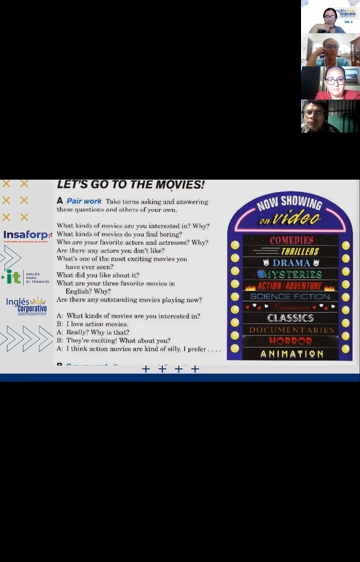 LET'S GO TO THE MOVIES!
A Pair work Take turns asking and answering
these questions and others of your own.
What kinds of movies are you interested in? Why?
What kinds of movies do you find boring?
Who are your favorite actors and actresses? Why?
Are there any actors you don't like?
What's one of the most exciting movies you
have ever seen?
What did you like about it?
What are your three favorite movies in
English? Why?
Are there any outstanding movies playing now?
A: What kinds of movies are you interested in?
B: I love action movies.
A: Really? Why is that?
B: They're exciting! What about you?
A: I think action movies are kind of silly. I prefer . . . .
NOW SHOWING
on video
COMEDIES
THRILLERS
DRAMA
MYSTERIES
ACTION ADVENTURE
SCIENCE FICTION
CLASSICS
DOCUMENTARIES
HORROR
ANIMATION
Insaforp
it
INGLÉS
PARA
EL TRABAJO
Inglés
Corporativo